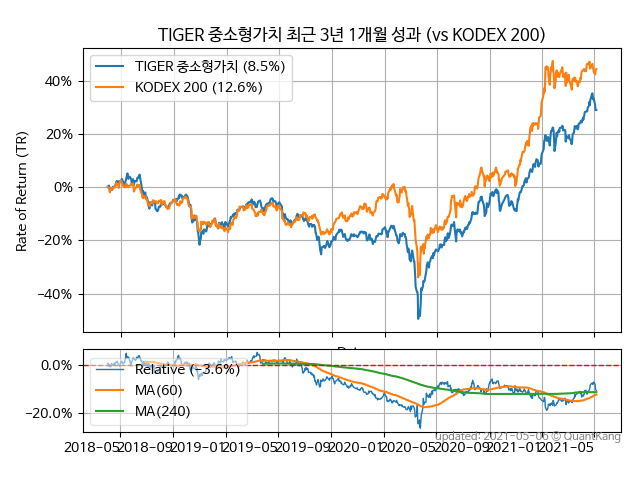 TIGER 중소형가치 최근 3년 1개월 성과 (vs KODEX 200)
TIGER 중소형가치 (8.5%)
KODEX 200 (12.6%)
Rate of Return (TR)
40%
20%
0%
−20%
−40%
Relative (−3.6%)
MA(60)
MA(240)
0.0%
−20.0%
updated: 2021-05-06 © QuantKang
2018-05
2018-09
2019-01
2019-05
2019-09
2020-01
2020-05
2020-09
2021-01
2021-05